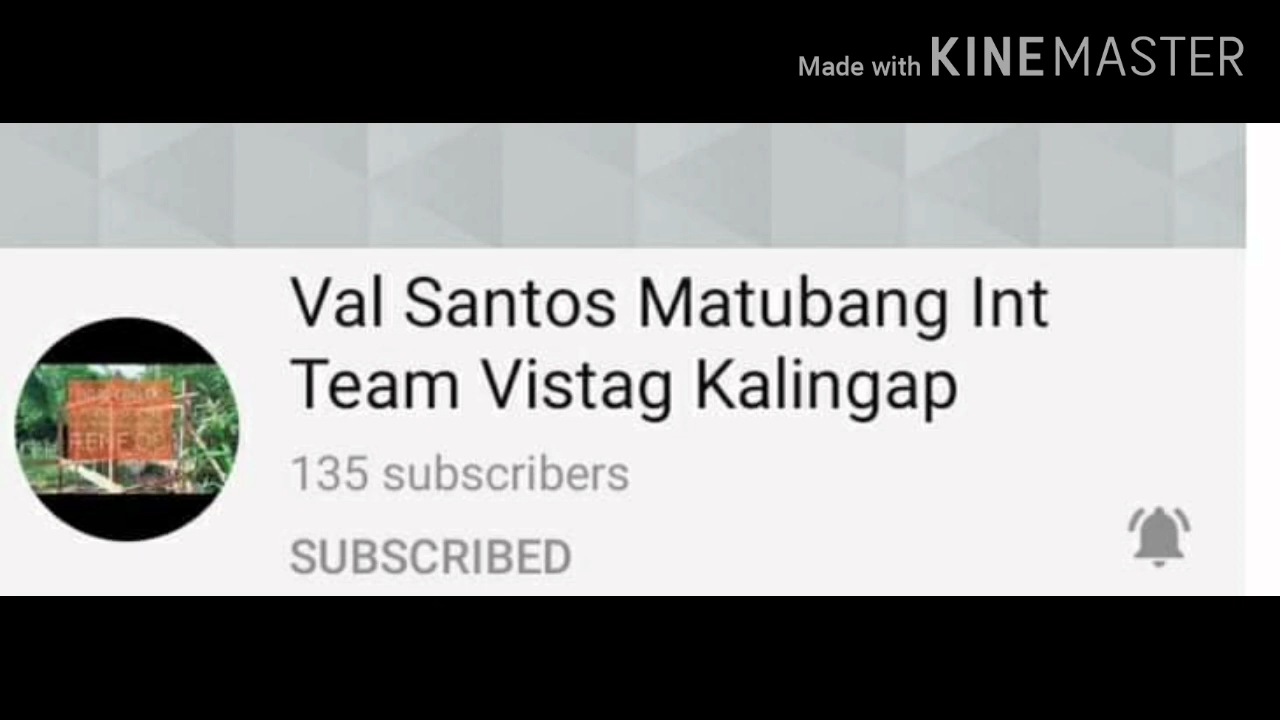 Made with KINEMASTER
Val Santos Matubang Int
Team Vistag Kalingap
135 subscribers
SUBSCRIBED